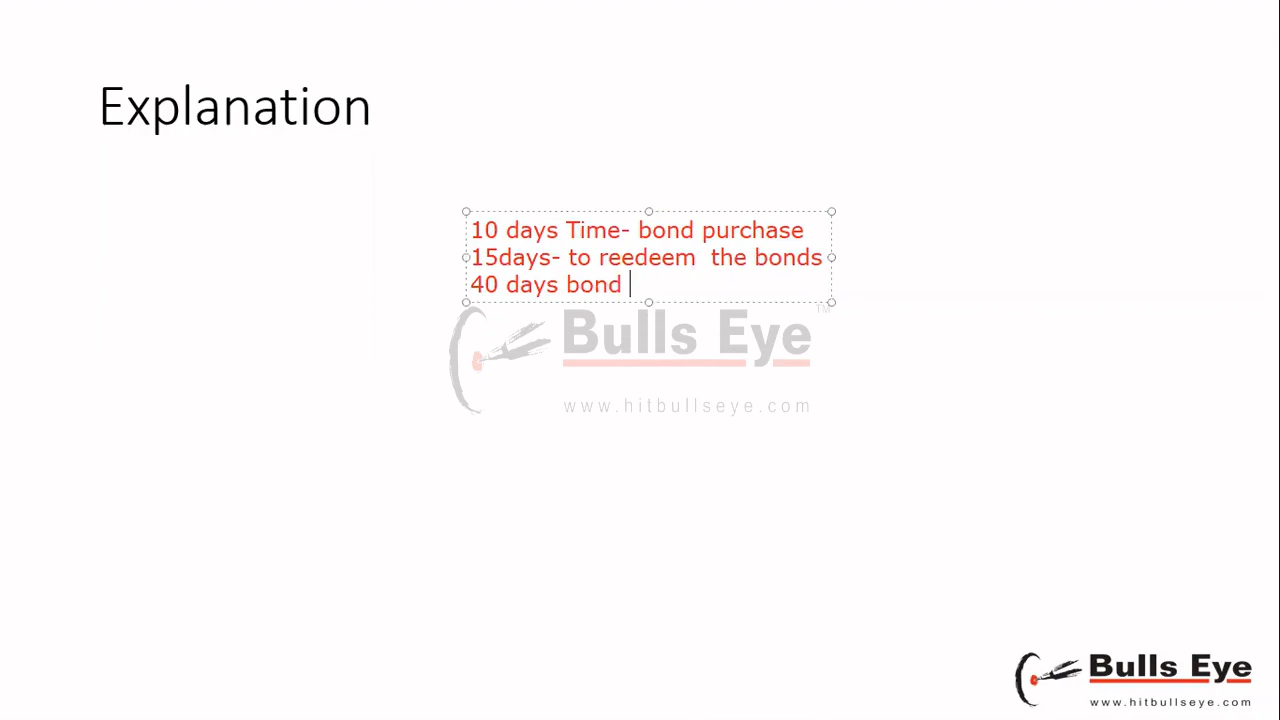 Explanation
10 days Time- bond purchase
15days- to reedeem  the bonds
40 days bond
Bulls Eye™
www.hitbullseye.com
Bulls Eye
www.hitbullseye.com